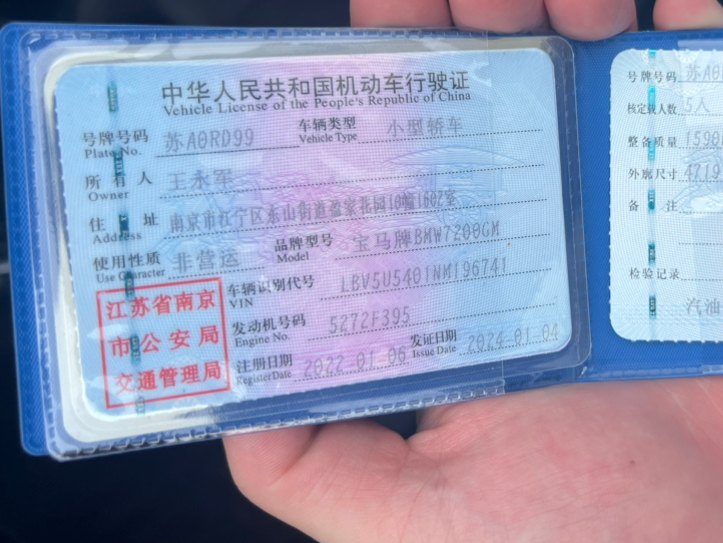 中华人民共和国机动车行驶证
Vehicle License of the People's Republic of China
号牌号码 苏A0RD99 车辆类型 小型轿车
Plate No. Vehicle Type
所有人 王永军
Owner
住址 南京市江宁区东山街道
Address
使用性质 非营运 品牌型号 宝马牌BMW7200GM
Use Character Model
江苏省南京
市公安局
交通管理局
车辆识别代号 LBV5U5401NM196741
VIN
发动机号码 5272F395
Engine No.
注册日期 2022-01-06 发证日期 2024-01-04
Register Date Issue Date
号牌号码 苏A0
核定载人数 5人
整备质量 1590
外廓尺寸 4719
备注
检验记录
汽油